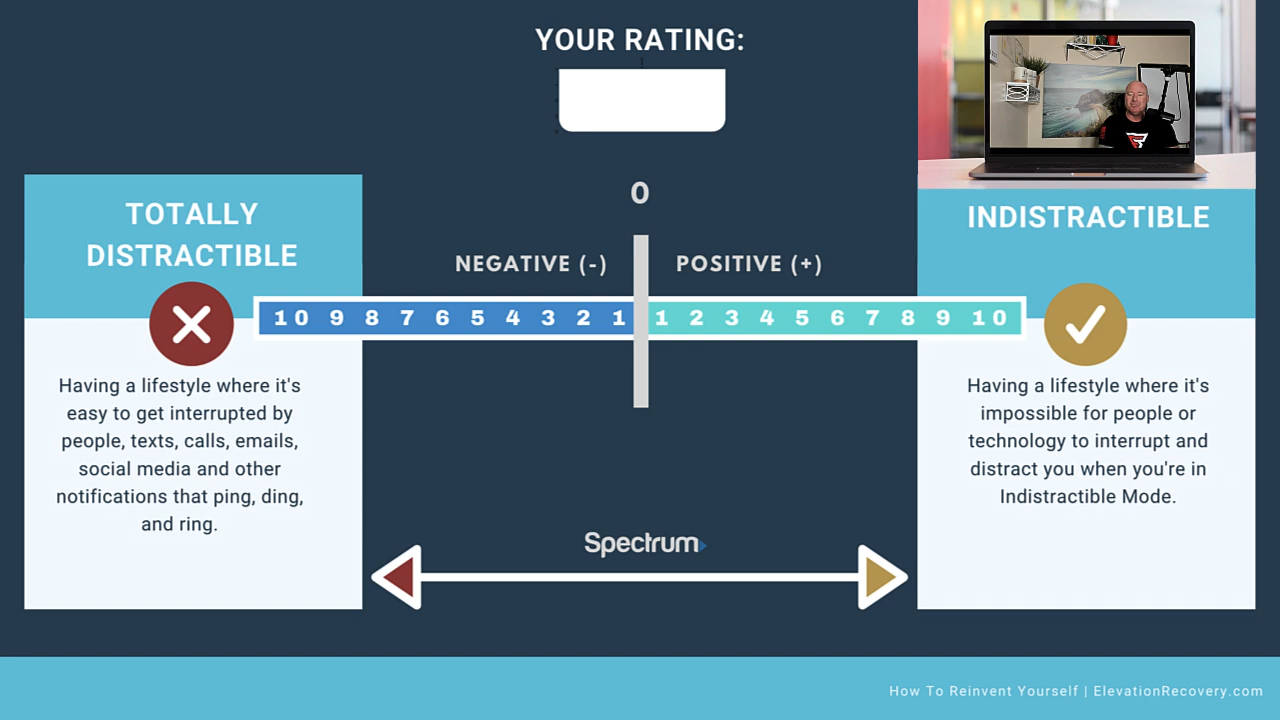 YOUR RATING:
0
TOTALLY
DISTRACTIBLE
NEGATIVE (-)
POSITIVE (+)
INDISTRACTIBLE
10 9 8 7 6 5 4 3 2 1
1 2 3 4 5 6 7 8 9 10
Having a lifestyle where it's
easy to get interrupted by
people, texts, calls, emails,
social media and other
notifications that ping, ding,
and ring.
Having a lifestyle where it's
impossible for people or
technology to interrupt and
distract you when you're in
Indistractible Mode.
Spectrum
How To Reinvent Yourself | ElevationRecovery.com